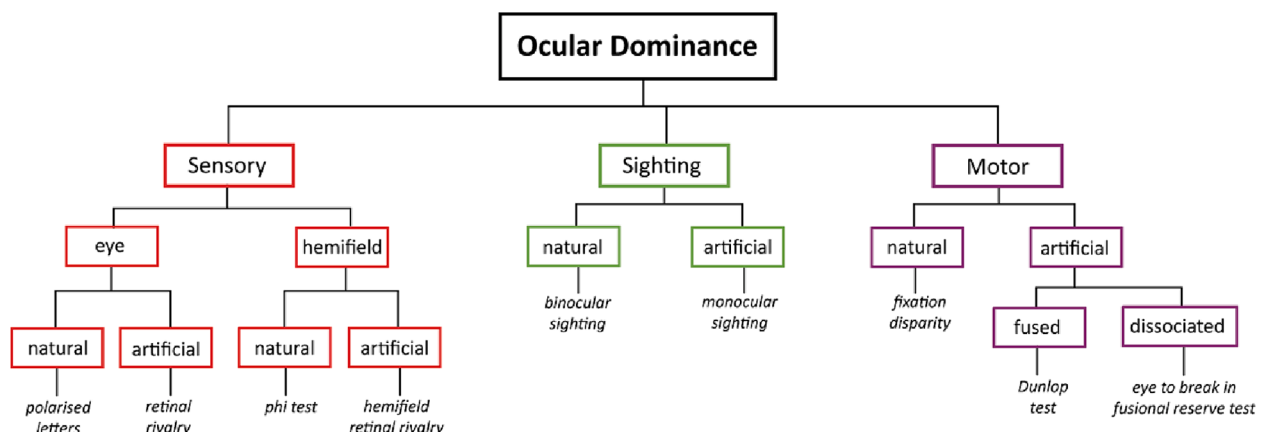 Ocular Dominance
Sensory
Sighting
Motor
eye
hemifield
natural
artificial
natural
artificial
binocular
sighting
monocular
sighting
fixation
disparity
fused
dissociated
natural
artificial
natural
artificial
polarised
letters
retinal
rivalry
phi test
hemifield
retinal rivalry
Dunlop
test
eye to break in
fusional reserve test